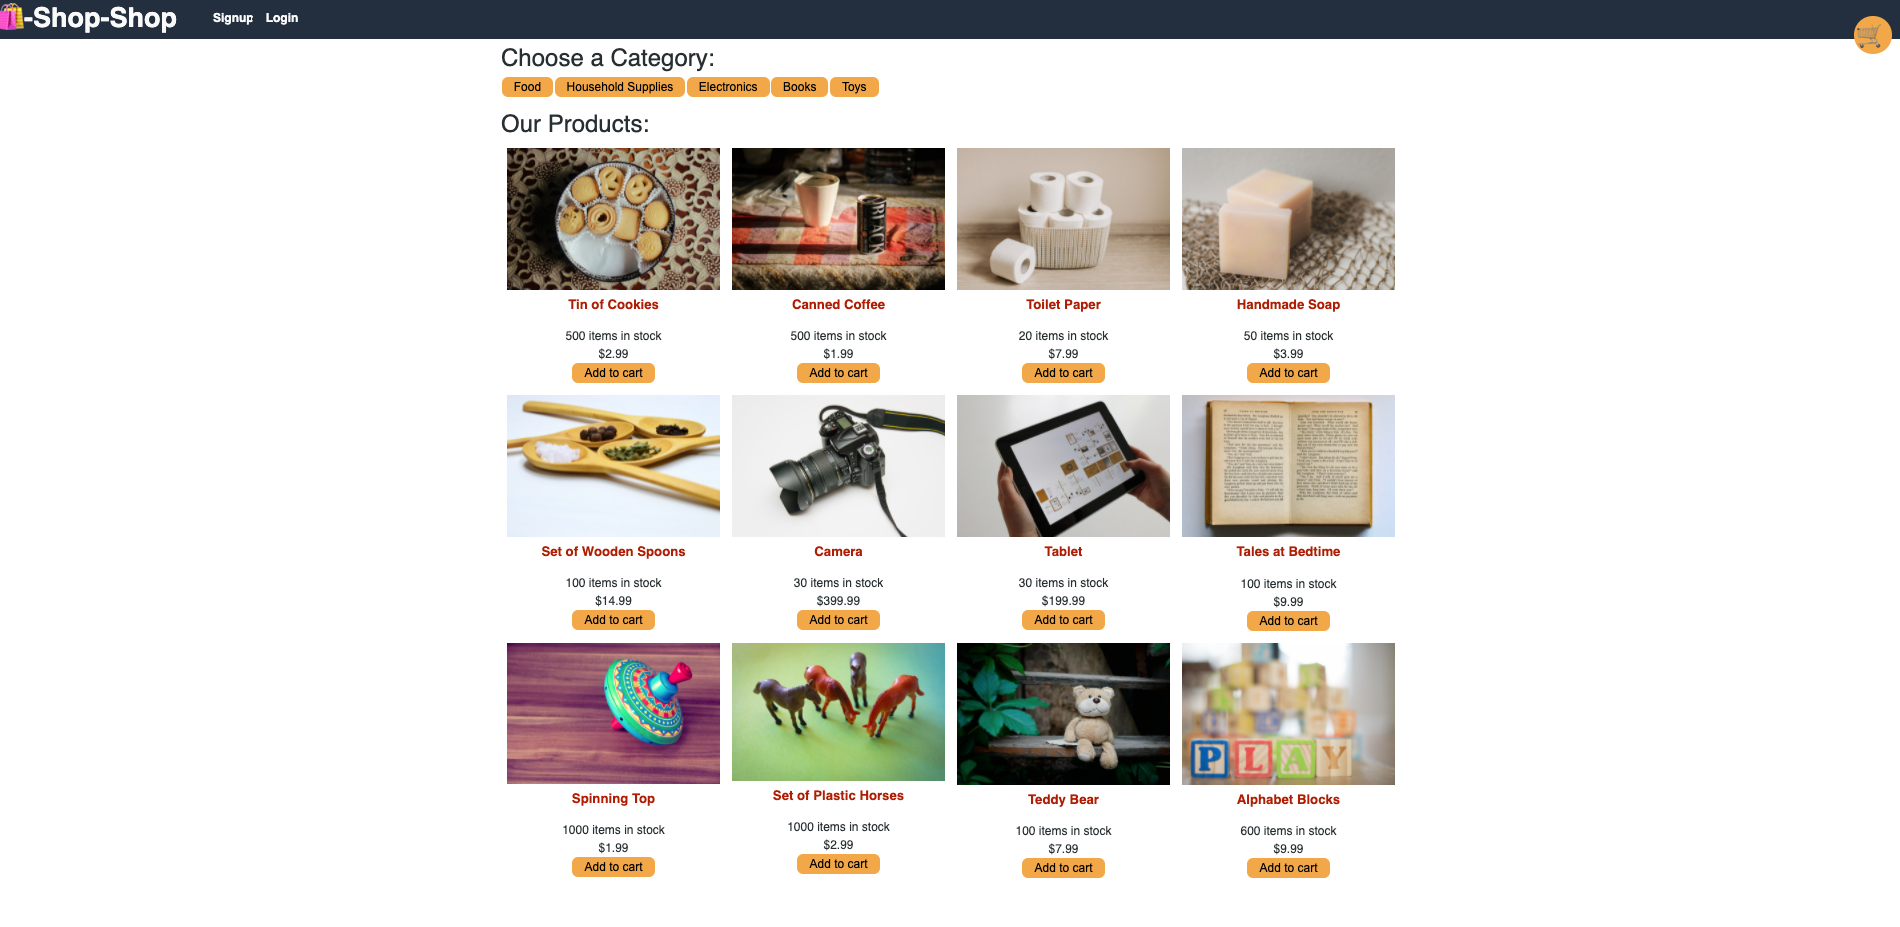 -Shop-Shop
Signup Login
Choose a Category:
Food Household Supplies Electronics Books Toys
Our Products:
BLACK
Tin of Cookies Canned Coffee Toilet Paper Handmade Soap
500 items in stock 500 items in stock 20 items in stock 50 items in stock
$2.99 $1.99 $7.99 $3.99
Add to cart Add to cart Add to cart Add to cart
Set of Wooden Spoons Camera Tablet Tales at Bedtime
100 items in stock 30 items in stock 30 items in stock 100 items in stock
$14.99 $399.99 $199.99 $9.99
Add to cart Add to cart Add to cart Add to cart
PLAY
Spinning Top Set of Plastic Horses Teddy Bear Alphabet Blocks
1000 items in stock 1000 items in stock 100 items in stock 600 items in stock
$1.99 $2.99 $7.99 $9.99
Add to cart Add to cart Add to cart Add to cart